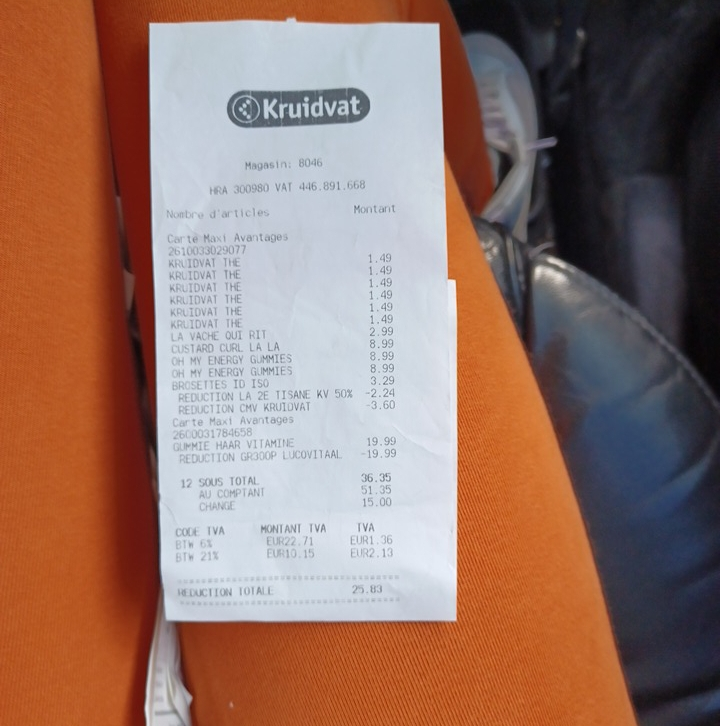 Kruidvat
Magasin: 8046
HRA 300980 VAT 446.891.668
Nombre d'articles Montant
Carte Maxi Avantages
2610033029077
KRUIDVAT THE 1.49
KRUIDVAT THE 1.49
KRUIDVAT THE 1.49
KRUIDVAT THE 1.49
KRUIDVAT THE 1.49
KRUIDVAT THE 1.49
LA VACHE QUI RIT 2.99
CUSTARD CURL LA LA 8.99
OH MY ENERGY GUMMIES 8.99
OH MY ENERGY GUMMIES 8.99
BROSETTES ID ISO 3.29
REDUCTION LA 2E TISANE KV 50% -2.24
REDUCTION CMV KRUIDVAT -3.60
Carte Maxi Avantages
2600031784658
GUMMIE HAAR VITAMINE 19.99
REDUCTION GR300P LUCOVITAAL -19.99
12 SOUS TOTAL 36.35
AU COMPTANT 51.35
CHANGE 15.00
CODE TVA MONTANT TVA TVA
BTW 6% EUR22.71 EUR1.36
BTW 21% EUR10.15 EUR2.13
REDUCTION TOTALE 25.83